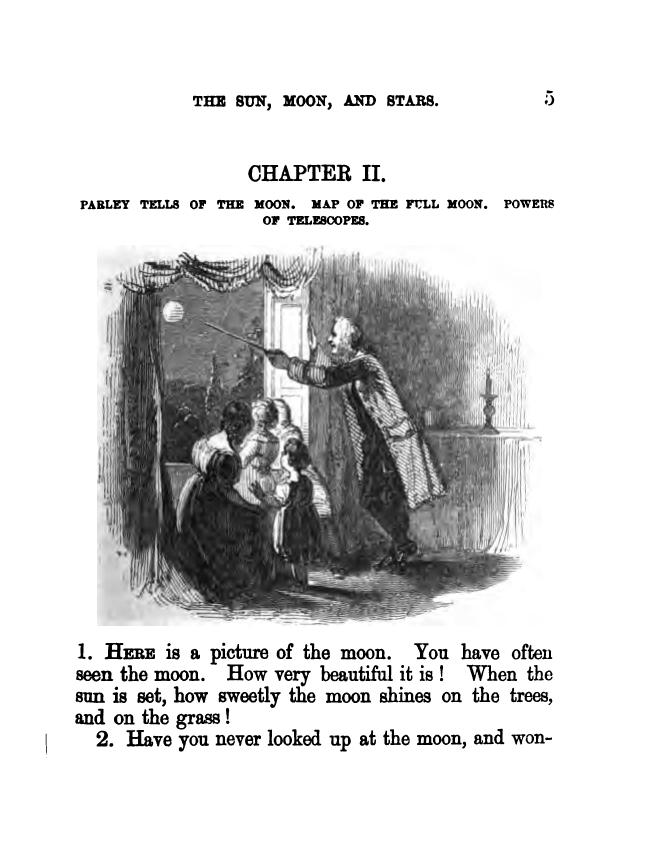 THE SUN, MOON, AND STARS. 5
CHAPTER II.
PARLEY TELLS OF THE MOON. MAP OF THE FULL MOON. POWERS
OF TELESCOPES.
1. HERE is a picture of the moon. You have often
seen the moon. How very beautiful it is! When the
sun is set, how sweetly the moon shines on the trees,
and on the grass!
2. Have you never looked up at the moon, and won-